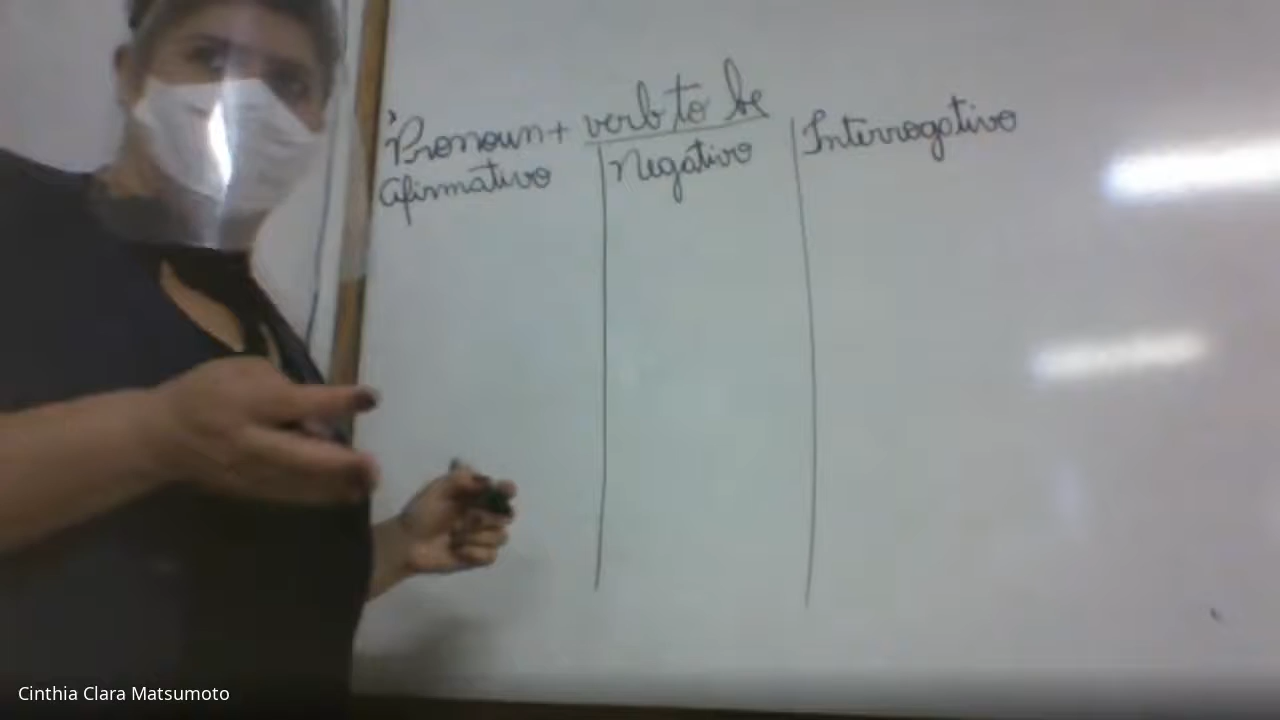 Pronoun + verb to be
Afirmativo
Negativo
Interrogativo
Cinthia Clara Matsumoto